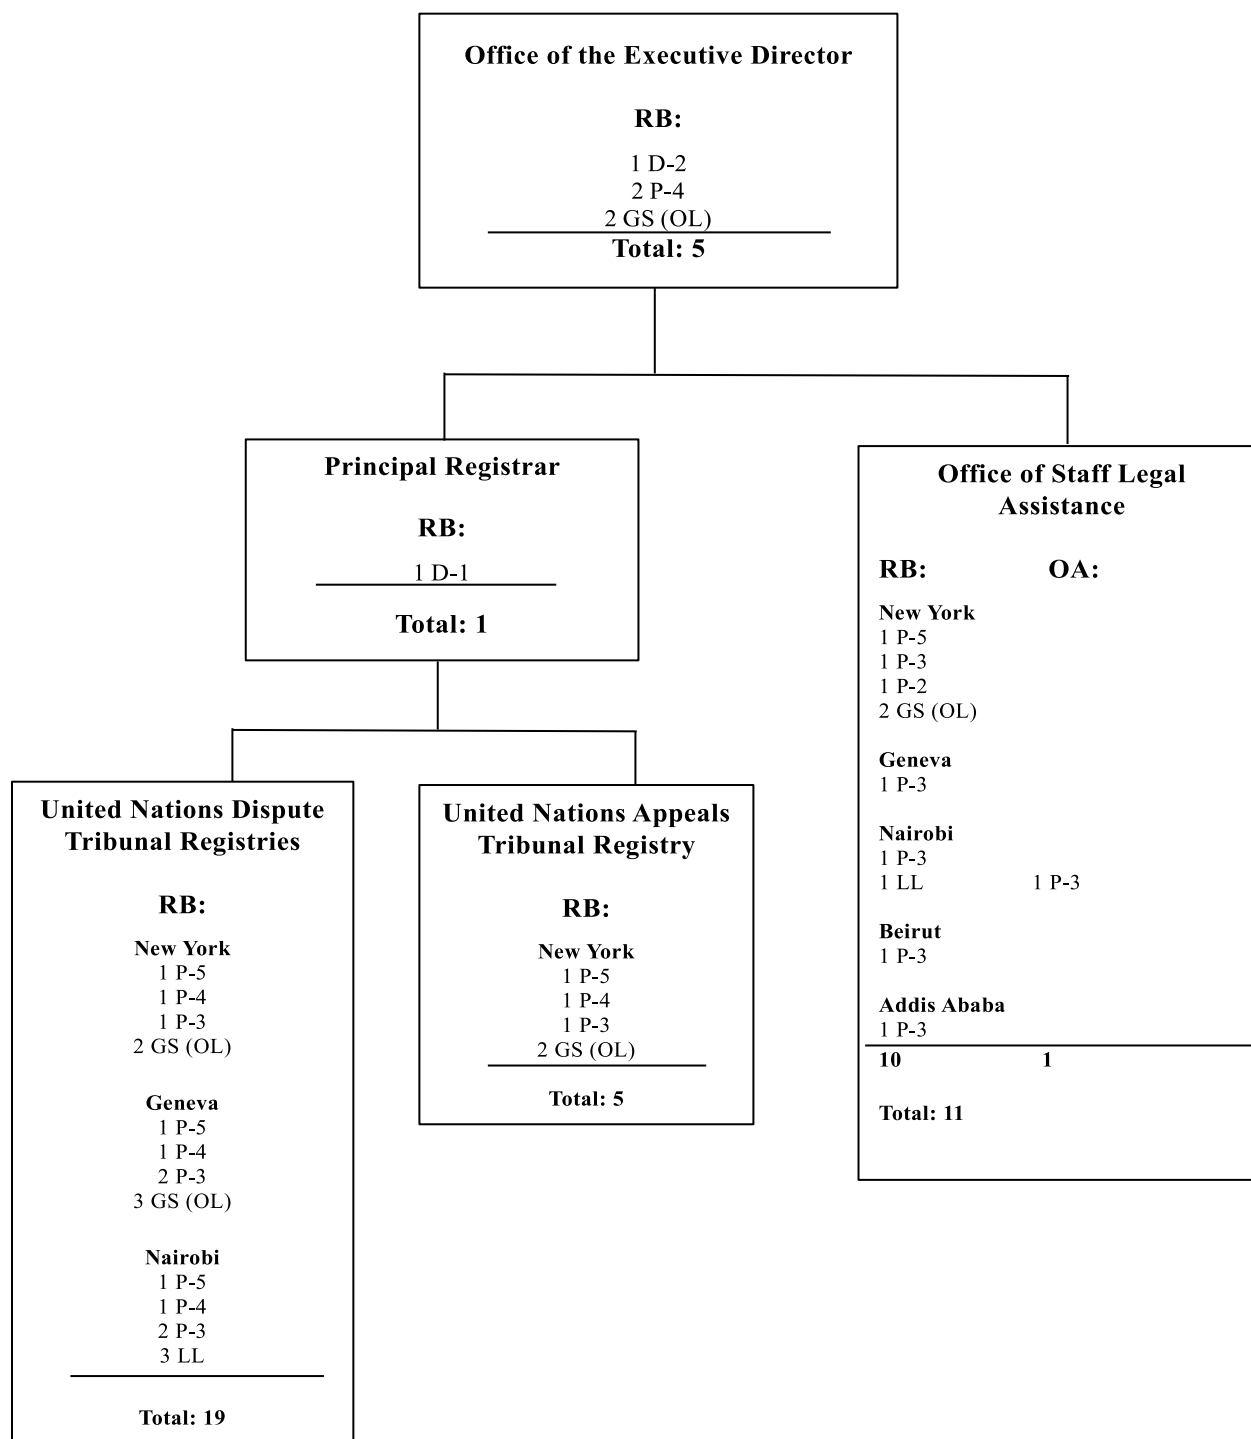 Office of the Executive Director
RB:
1 D-2
2 P-4
2 GS (OL)
Total: 5
Principal Registrar
RB:
1 D-1
Total: 1
Office of Staff Legal
Assistance
RB: OA:
New York
1 P-5
1 P-3
1 P-2
2 GS (OL)
Geneva
1 P-3
Nairobi
1 P-3
1 LL 1 P-3
Beirut
1 P-3
Addis Ababa
1 P-3
10 1
Total: 11
United Nations Dispute
Tribunal Registries
RB:
New York
1 P-5
1 P-4
1 P-3
2 GS (OL)
Geneva
1 P-5
1 P-4
2 P-3
3 GS (OL)
Nairobi
1 P-5
1 P-4
2 P-3
3 LL
Total: 19
United Nations Appeals
Tribunal Registry
RB:
New York
1 P-5
1 P-4
1 P-3
2 GS (OL)
Total: 5